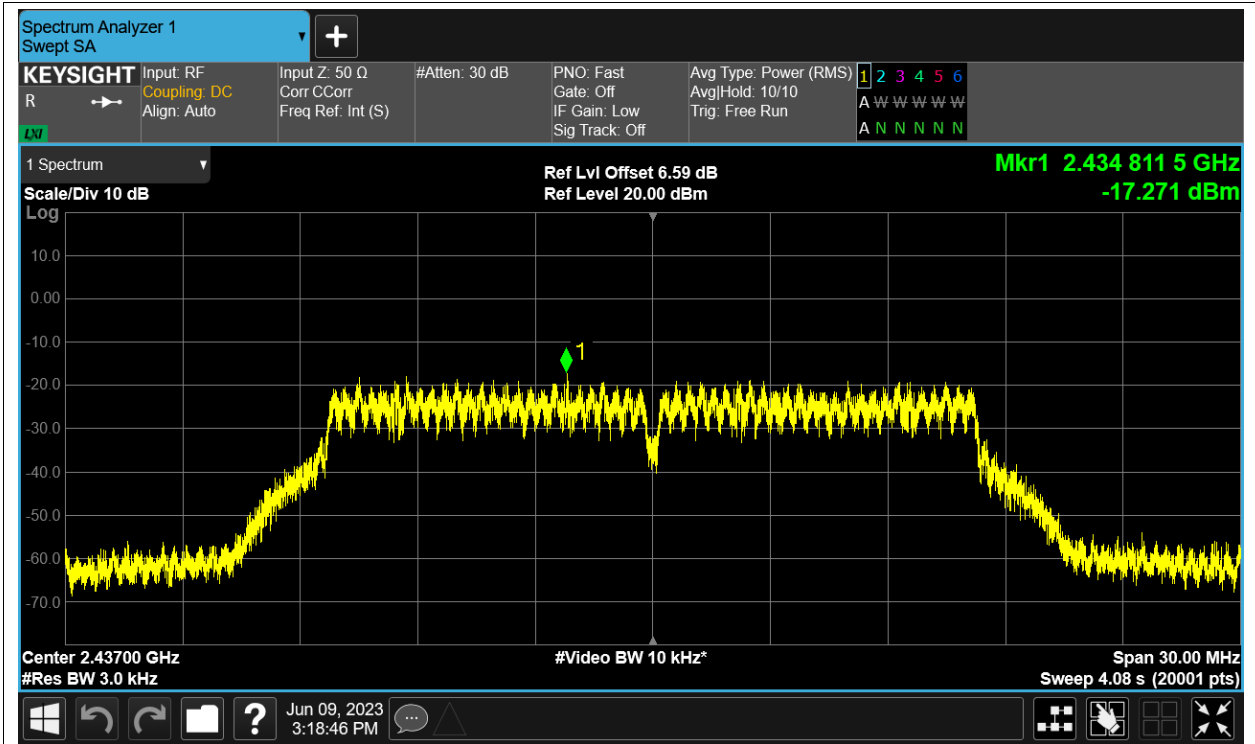 Spectrum Analyzer 1
Swept SA
KEYSIGHT
R
LXI
Input: RF
Coupling: DC
Align: Auto
Input Z: 50 Ω
Corr CCorr
Freq Ref: Int (S)
#Atten: 30 dB
PNO: Fast
Gate: Off
IF Gain: Low
Sig Track: Off
Avg Type: Power (RMS)
Avg|Hold: 10/10
Trig: Free Run
1 2 3 4 5 6
A W W W W W
A N N N N N
1 Spectrum
Scale/Div 10 dB
Log
Ref Lvl Offset 6.59 dB
Ref Level 20.00 dBm
Mkr1 2.434 811 5 GHz
-17.271 dBm
10.0
0.00
-10.0
1
-20.0
-30.0
-40.0
-50.0
-60.0
-70.0
Center 2.43700 GHz
#Res BW 3.0 kHz
#Video BW 10 kHz*
Span 30.00 MHz
Sweep 4.08 s (20001 pts)
?
Jun 09, 2023
3:18:46 PM